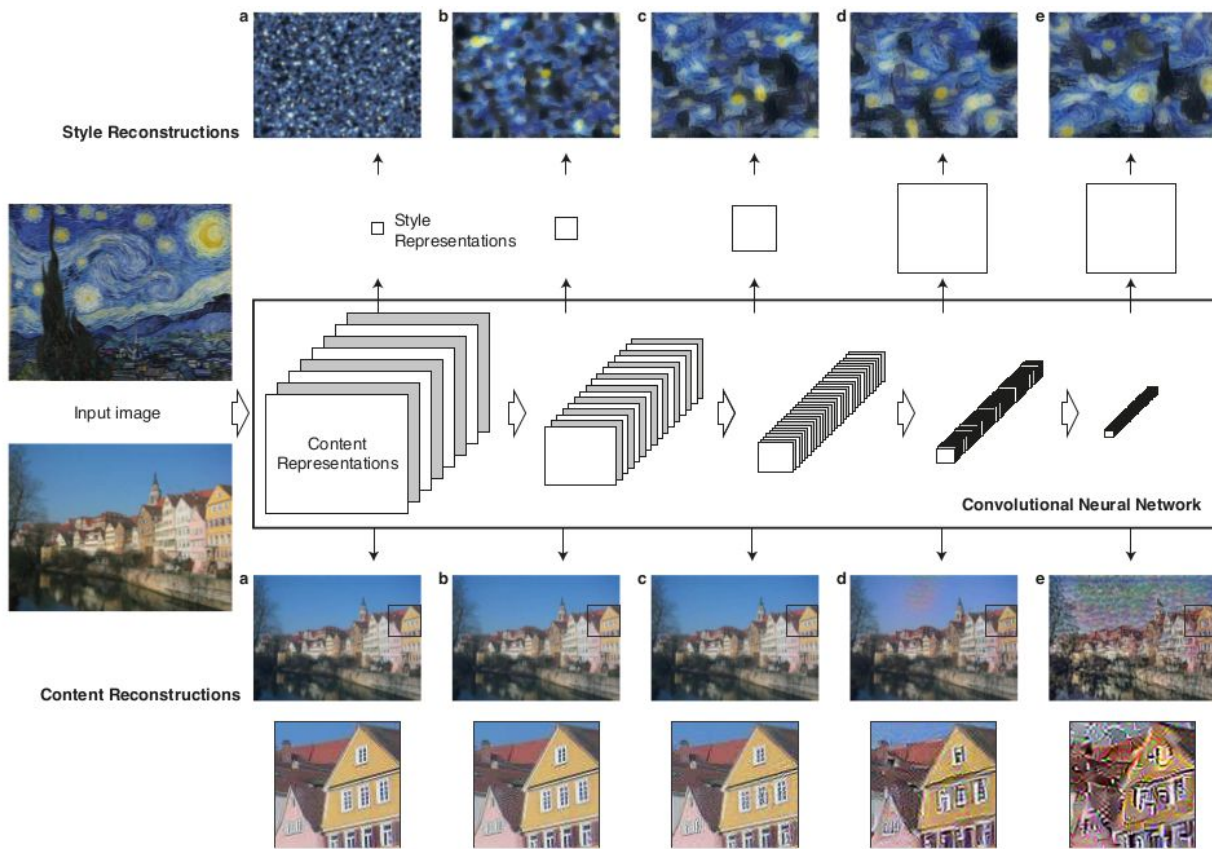 a
b
c
d
e
Style Reconstructions
Style
Representations
Input image
Content
Representations
Convolutional Neural Network
a
b
c
d
e
Content Reconstructions